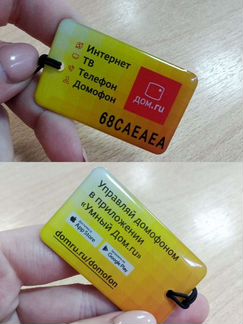 Интернет
ТВ
Телефон
Домофон
дом.ru
68CAEAEA
Управляй домофоном
в приложении
«Умный Дом.ru»
App Store
Google Play
domru.ru/domofon